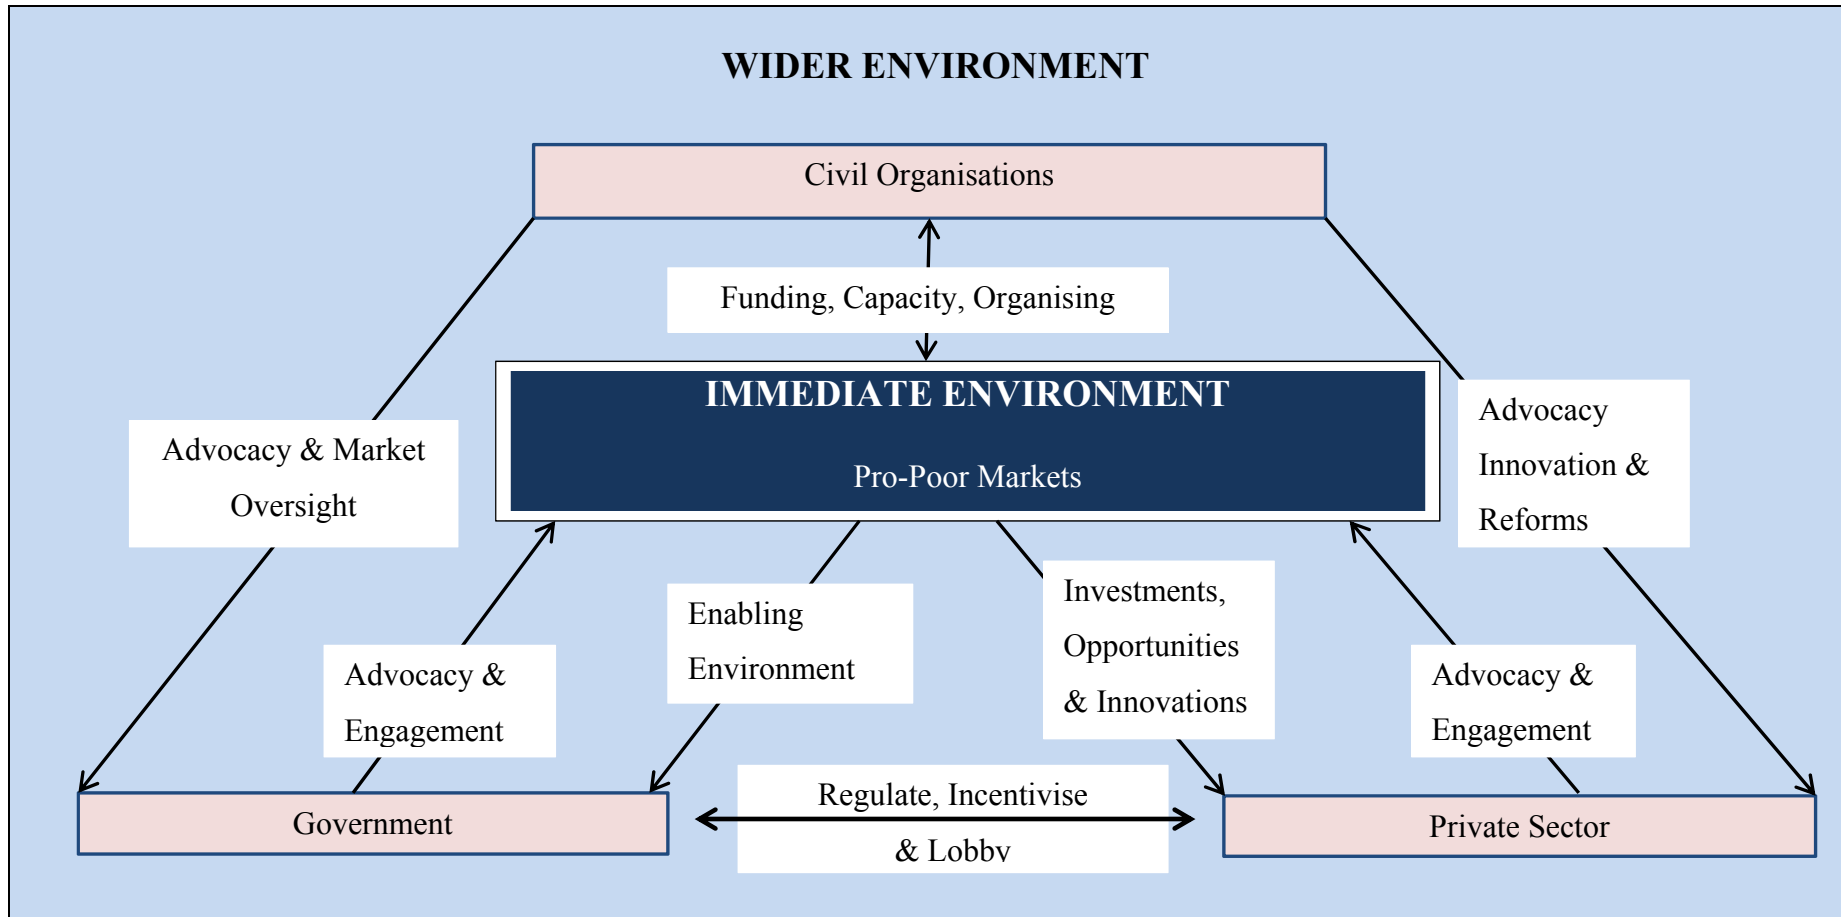 WIDER ENVIRONMENT
Civil Organisations
Funding, Capacity, Organising
IMMEDIATE ENVIRONMENT
Pro-Poor Markets
Advocacy & Market
Oversight
Advocacy
Innovation &
Reforms
Advocacy &
Engagement
Enabling
Environment
Investments,
Opportunities
& Innovations
Advocacy &
Engagement
Government
Regulate, Incentivise
& Lobby
Private Sector